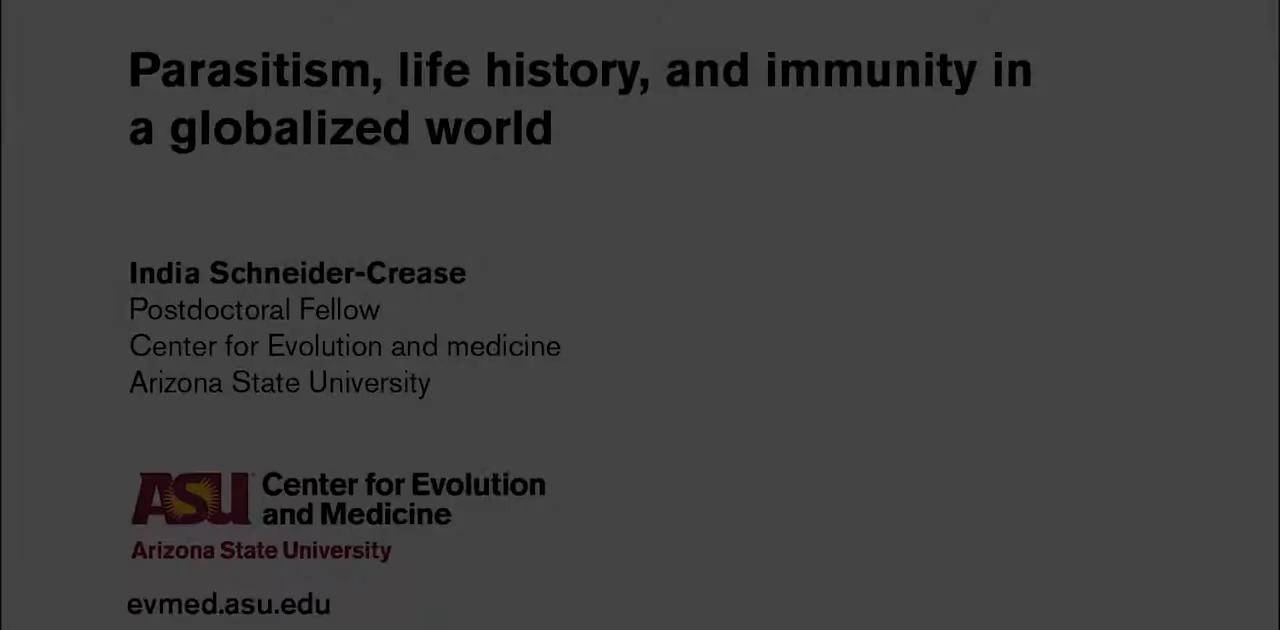 Parasitism, life history, and immunity in
a globalized world
India Schneider-Crease
Postdoctoral Fellow
Center for Evolution and medicine
Arizona State University
ASU Center for Evolution
and Medicine
Arizona State University
evmed.asu.edu